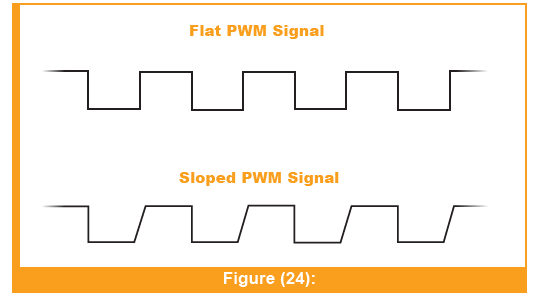 Flat PWM Signal
Sloped PWM Signal
Figure (24):